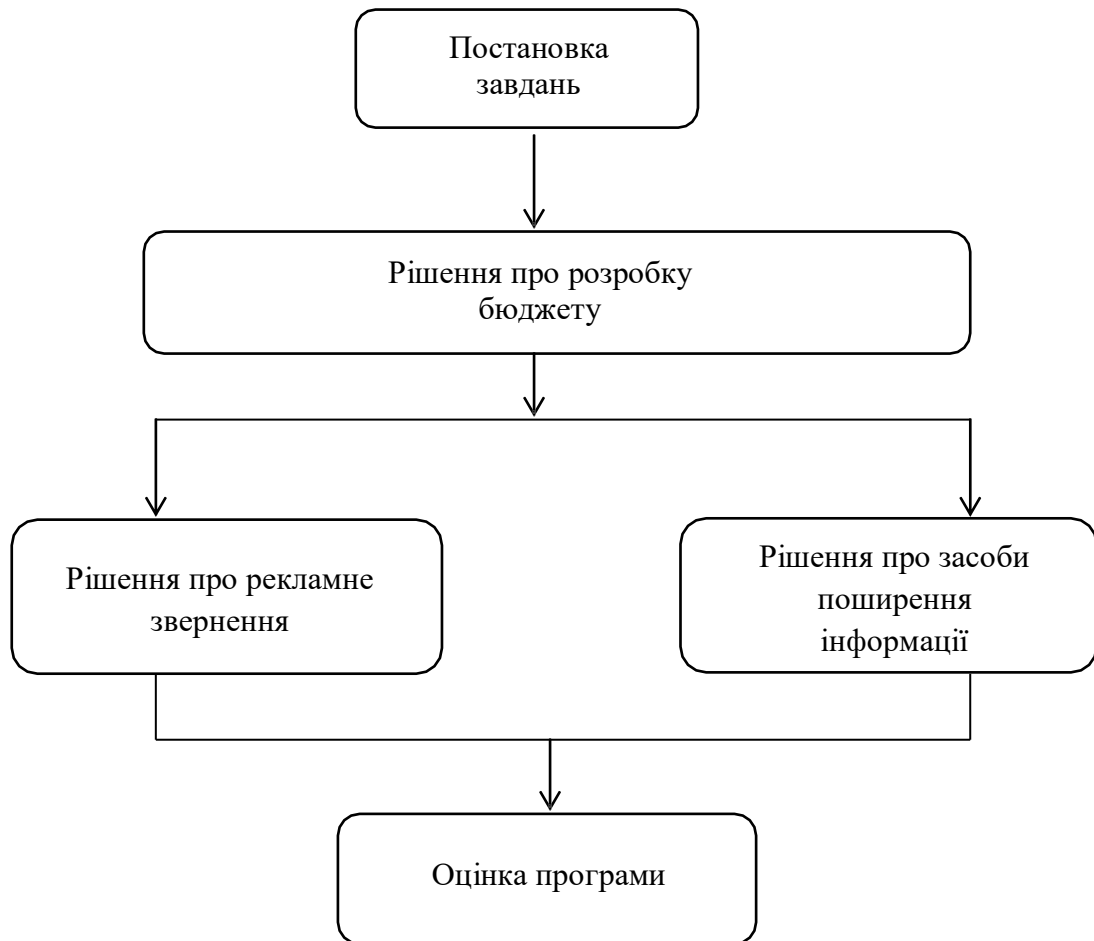 Постановка
завдань
Рішення про розробку
бюджету
Рішення про рекламне
звернення
Рішення про засоби
поширення
інформації
Оцінка програми